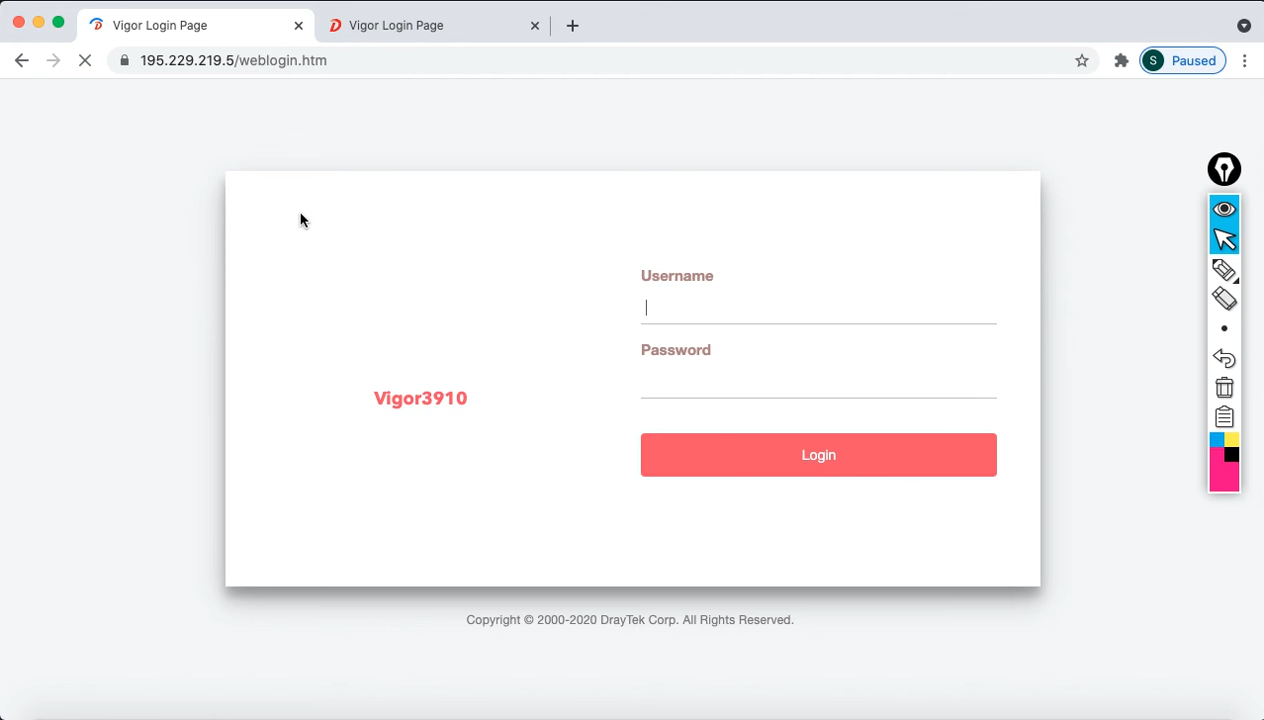 Vigor Login Page
Vigor Login Page
195.229.219.5/weblogin.htm
S Paused
Username
Password
Vigor3910
Login
Copyright © 2000-2020 DrayTek Corp. All Rights Reserved.